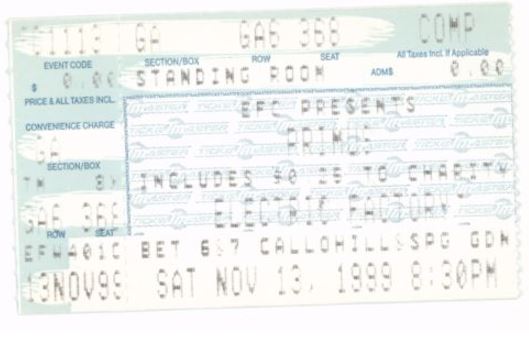 1113 GA GA6 368 COMP
EVENT CODE SECTION/BOX ROW SEAT All Taxes Incl. If Applicable
$ 0.00 STANDING ROOM ADM$ 0.00
PRICE & ALL TAXES INCL. EFC PRESENTS
CONVENIENCE CHARGE PRIMUS
GA
SECTION/BOX INCLUDES TO CHARITY
GA6 368 ELECTRIC FACTORY
ROW SEAT
BET 6&7 CALLOHILL& SPG GDN
13NOV99 SAT NOV 13, 1999 8:30PM